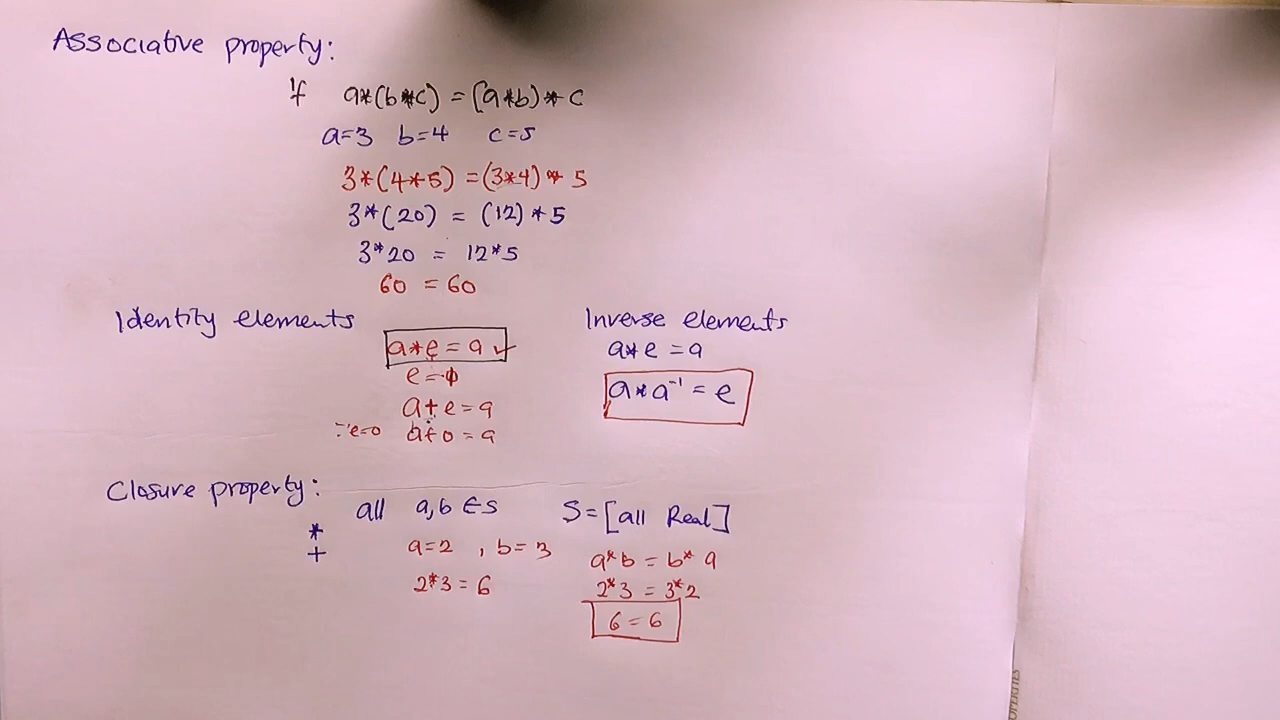 Associative property:
If a*(b*c) = (a*b)*c
a=3 b=4 c=5
3*(4*5) = (3*4)*5
3*(20) = (12)*5
3*20 = 12*5
60 = 60
Identity elements
a*e = a ✓
a+e=a
∵e=0 a+0=a
Inverse elements
a*e = a
a*a⁻¹ = e
Closure property:
*
+
all a,b ∈ S
a=2 , b=3
2*3=6
S=[all Real]
a*b = b*a
2*3 = 3*2
6=6